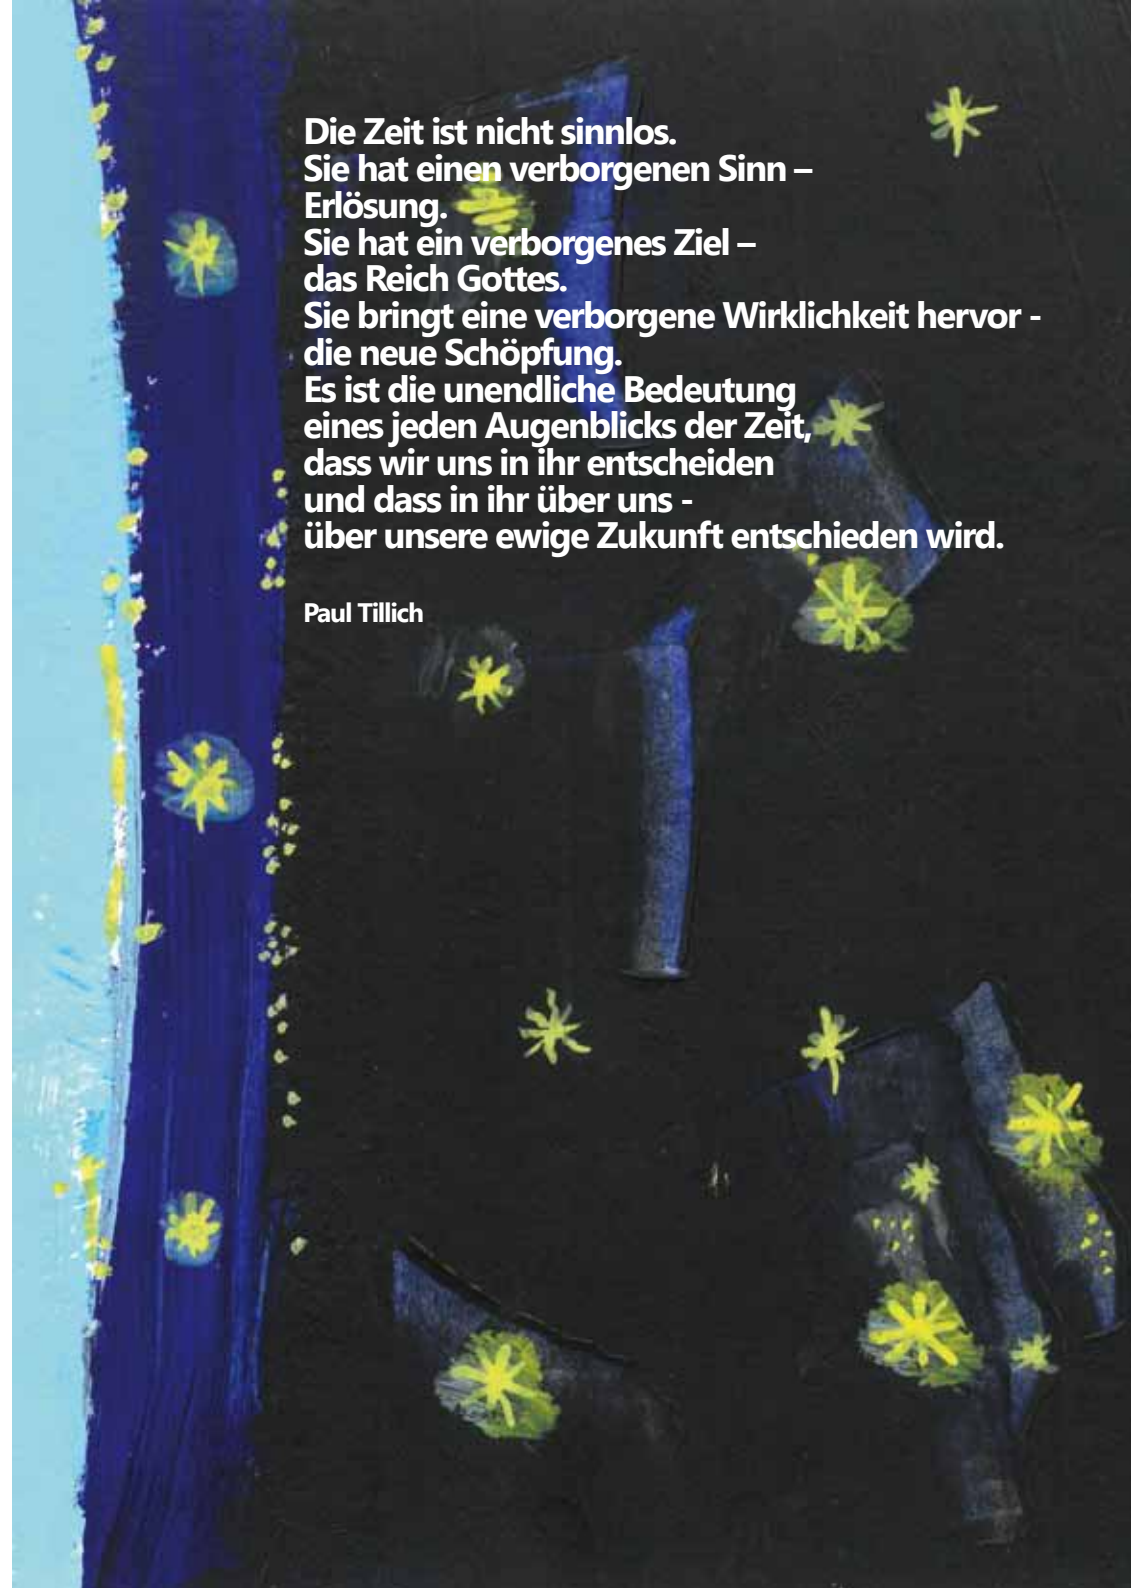 Die Zeit ist nicht sinnlos.
Sie hat einen verborgenen Sinn –
Erlösung.
Sie hat ein verborgenes Ziel –
das Reich Gottes.
Sie bringt eine verborgene Wirklichkeit hervor -
die neue Schöpfung.
Es ist die unendliche Bedeutung
eines jeden Augenblicks der Zeit,
dass wir uns in ihr entscheiden
und dass in ihr über uns -
über unsere ewige Zukunft entschieden wird.
Paul Tillich